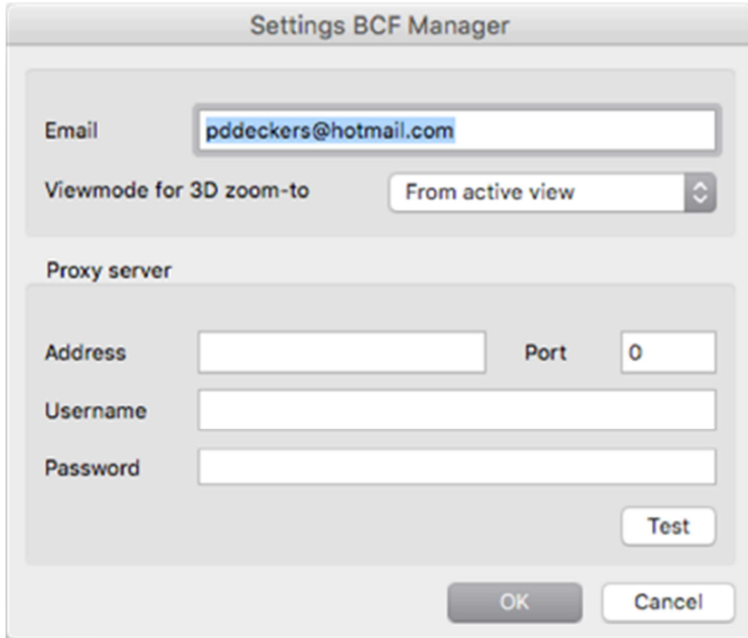 Settings BCF Manager
Email pddeckers@hotmail.com
Viewmode for 3D zoom-to From active view
Proxy server
Address Port 0
Username
Password
Test
OK Cancel